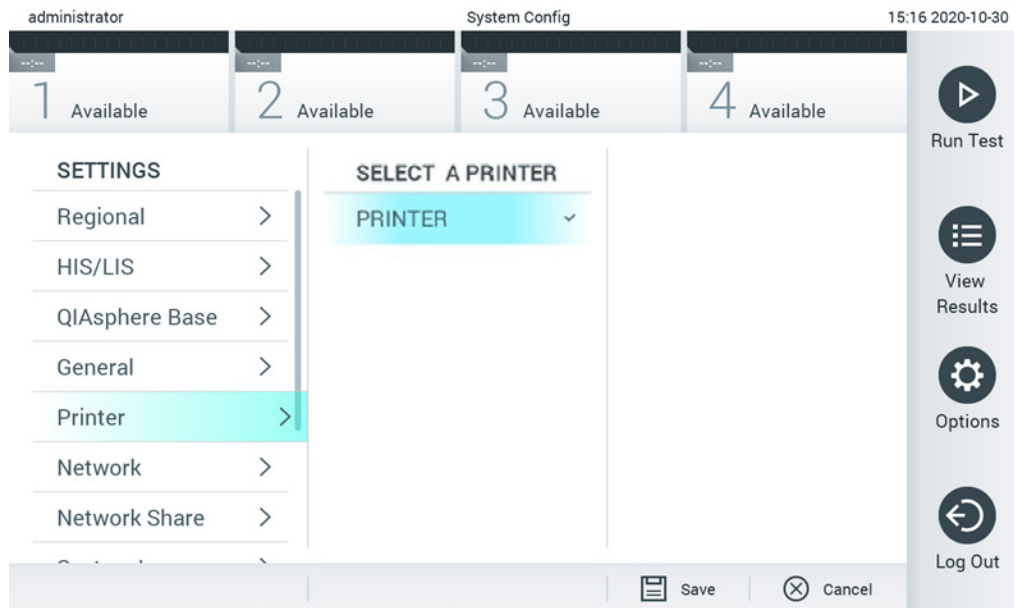 administrator System Config 15:16 2020-10-30
--:-- --:-- --:-- --:--
1 Available 2 Available 3 Available 4 Available
Run Test
SETTINGS SELECT A PRINTER
Regional PRINTER
HIS/LIS
View
Results
QIAsphere Base
General
Printer Options
Network
Network Share
Log Out
Save Cancel